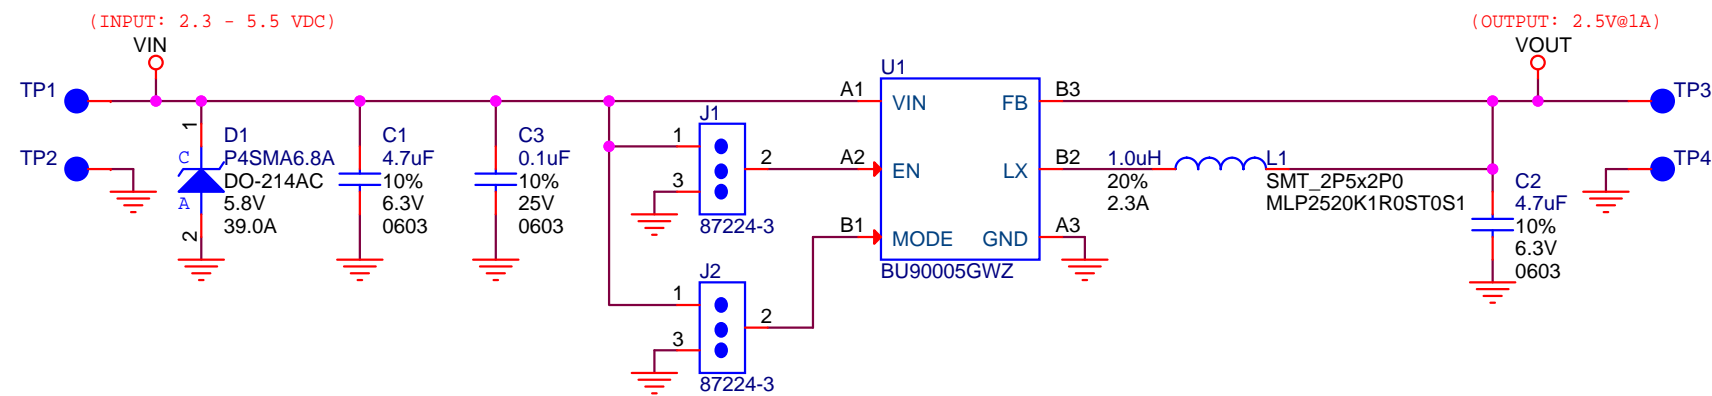 (INPUT: 2.3 - 5.5 VDC)
VIN
(OUTPUT: 2.5V@1A)
VOUT
TP1
TP2
1
C
A
2
D1
P4SMA6.8A
DO-214AC
5.8V
39.0A
C1
4.7uF
10%
6.3V
0603
C3
0.1uF
10%
25V
0603
J1
1
2
3
87224-3
J2
1
2
3
87224-3
U1
A1
VIN
A2
EN
B1
MODE
FB
B3
LX
B2
GND
A3
BU90005GWZ
1.0uH
20%
2.3A
L1
SMT_2P5x2P0
MLP2520K1R0ST0S1
C2
4.7uF
10%
6.3V
0603
TP3
TP4